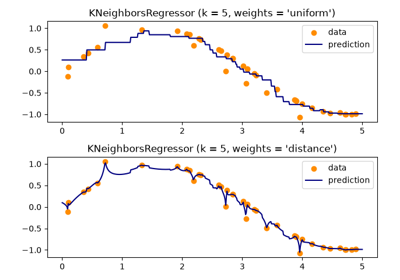 KNeighborsRegressor (k = 5, weights = 'uniform')
1.0
0.5
0.0
−0.5
−1.0
data
prediction
0 1 2 3 4 5
KNeighborsRegressor (k = 5, weights = 'distance')
1.0
0.5
0.0
−0.5
−1.0
data
prediction
0 1 2 3 4 5